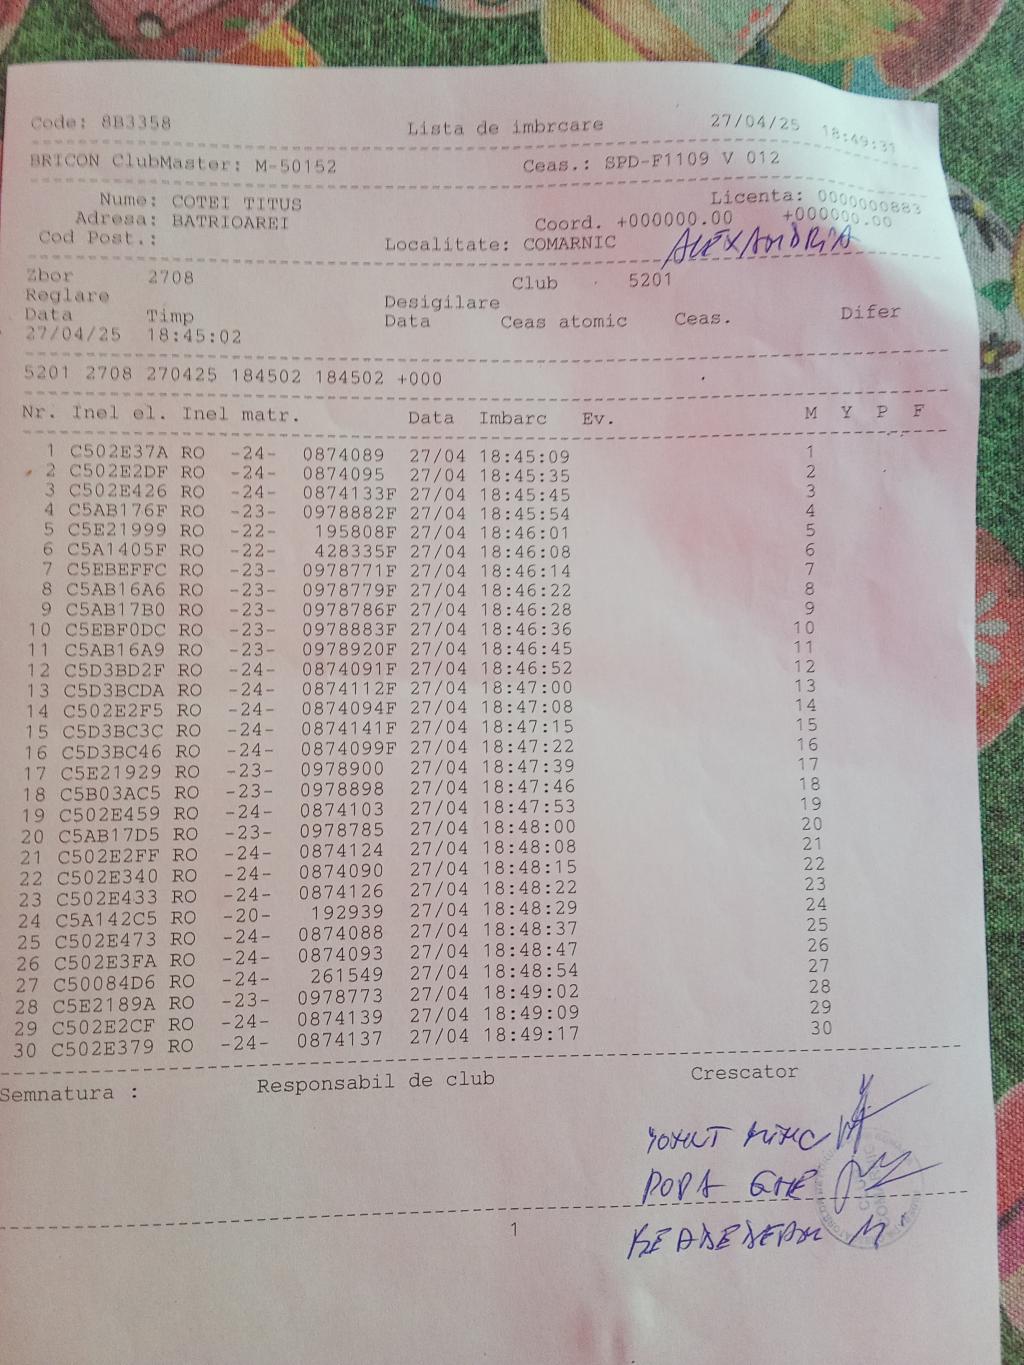 Code: 8B3358 Lista de imbrcare 27/04/25 18:49:31
BRICON ClubMaster: M-50152 Ceas.: SPD-F1109 V 012
Nume: COTEI TITUS Licenta: 0000000883
Adresa: BATRIOAREI Coord. +000000.00 +000000.00
Cod Post.: Localitate: COMARNIC ALEXANDRIA
Zbor 2708 Club 5201
Reglare Desigilare
Data Timp Data Ceas atomic Ceas. Difer
27/04/25 18:45:02
5201 2708 270425 184502 184502 +000
Nr. Inel el. Inel matr. Data Imbarc Ev. M Y P F
1 C502E37A RO -24- 0874089 27/04 18:45:09 1
2 C502E2DF RO -24- 0874095 27/04 18:45:35 2
3 C502E426 RO -24- 0874133F 27/04 18:45:45 3
4 C5AB176F RO -23- 0978882F 27/04 18:45:54 4
5 C5E21999 RO -22- 195808F 27/04 18:46:01 5
6 C5A1405F RO -22- 428335F 27/04 18:46:08 6
7 C5EBEFFC RO -23- 0978771F 27/04 18:46:14 7
8 C5AB16A6 RO -23- 0978779F 27/04 18:46:22 8
9 C5AB17B0 RO -23- 0978786F 27/04 18:46:28 9
10 C5EBF0DC RO -23- 0978883F 27/04 18:46:36 10
11 C5AB16A9 RO -23- 0978920F 27/04 18:46:45 11
12 C5D3BD2F RO -24- 0874091F 27/04 18:46:52 12
13 C5D3BCDA RO -24- 0874112F 27/04 18:47:00 13
14 C502E2F5 RO -24- 0874094F 27/04 18:47:08 14
15 C5D3BC3C RO -24- 0874141F 27/04 18:47:15 15
16 C5D3BC46 RO -24- 0874099F 27/04 18:47:22 16
17 C5E21929 RO -23- 0978900 27/04 18:47:39 17
18 C5B03AC5 RO -23- 0978898 27/04 18:47:46 18
19 C502E459 RO -24- 0874103 27/04 18:47:53 19
20 C5AB17D5 RO -23- 0978785 27/04 18:48:00 20
21 C502E2FF RO -24- 0874124 27/04 18:48:08 21
22 C502E340 RO -24- 0874090 27/04 18:48:15 22
23 C502E433 RO -24- 0874126 27/04 18:48:22 23
24 C5A142C5 RO -20- 192939 27/04 18:48:29 24
25 C502E473 RO -24- 0874088 27/04 18:48:37 25
26 C502E3FA RO -24- 0874093 27/04 18:48:47 26
27 C50084D6 RO -24- 261549 27/04 18:48:54 27
28 C5E2189A RO -23- 0978773 27/04 18:49:02 28
29 C502E2CF RO -24- 0874139 27/04 18:49:09 29
30 C502E379 RO -24- 0874137 27/04 18:49:17 30
Semnatura : Responsabil de club Crescator
POPA GHE
1